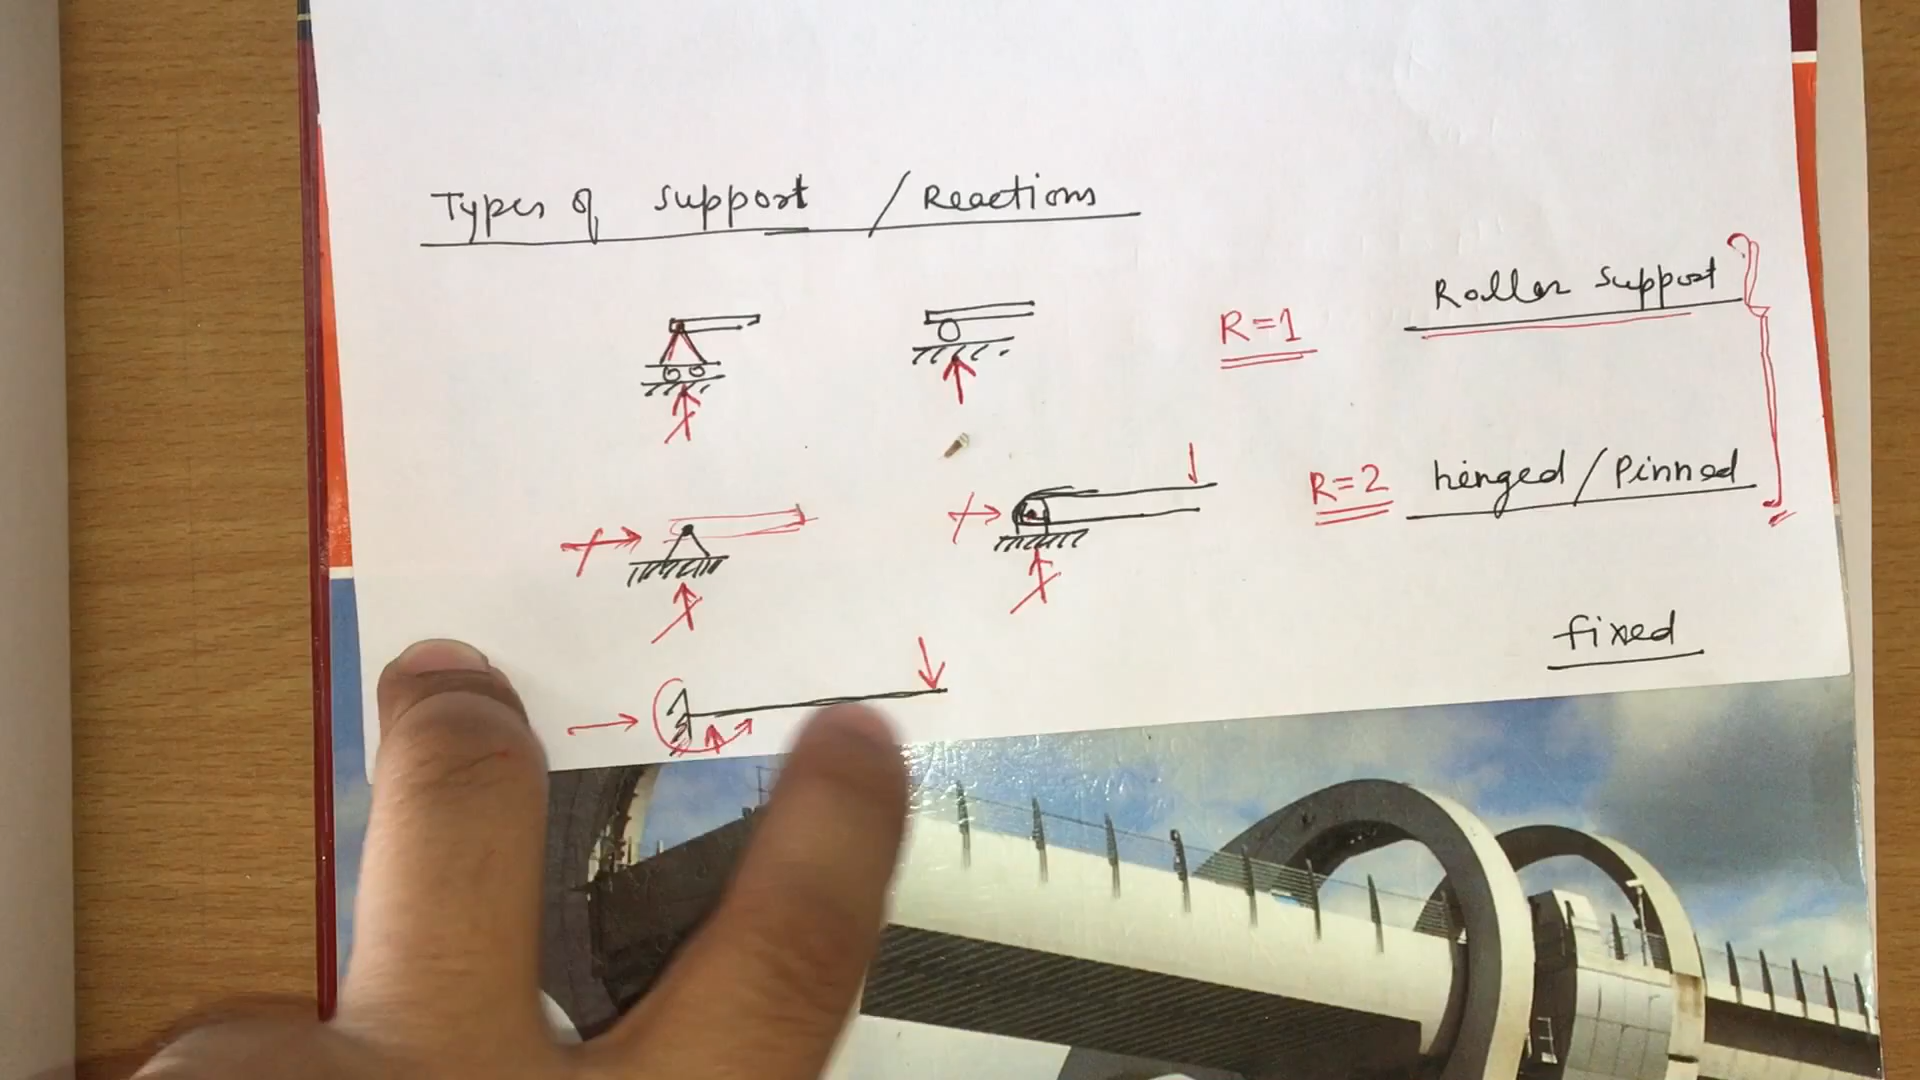 Types of support / Reactions
R=1 Roller support
R=2 hinged / Pinned
fixed